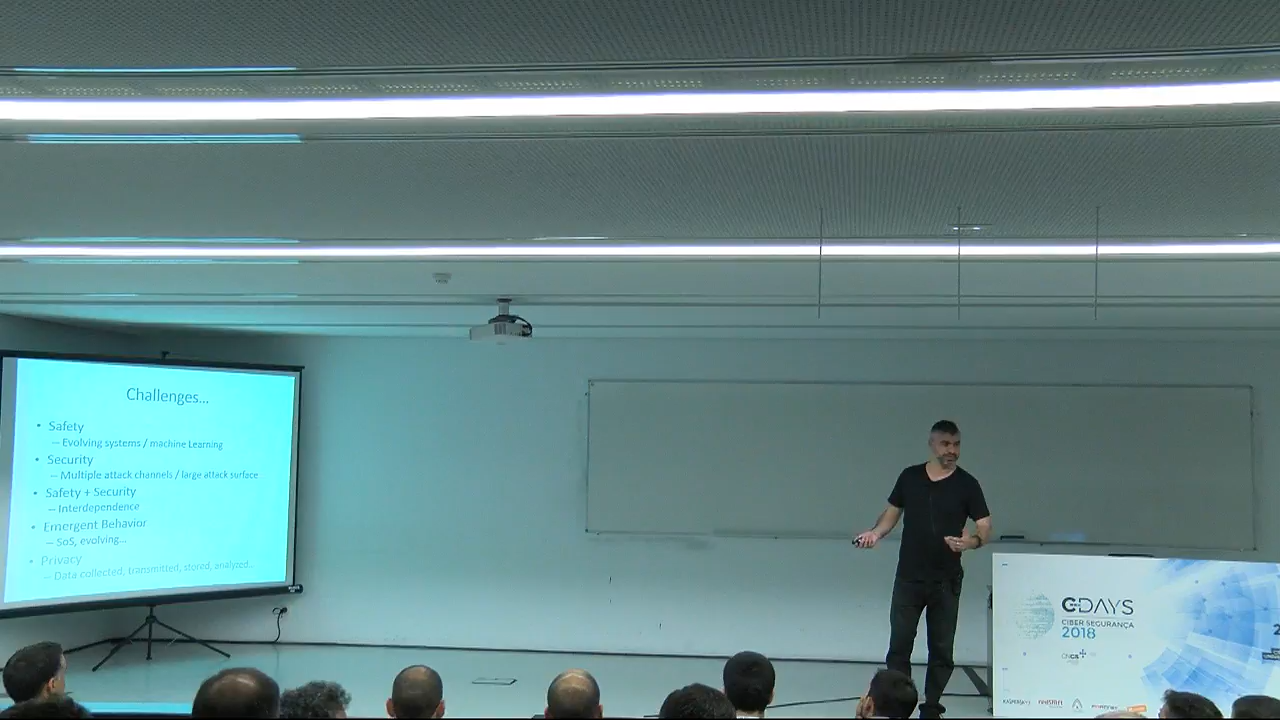 Challenges...
• Safety
– Evolving systems / machine Learning
• Security
– Multiple attack channels / large attack surface
• Safety + Security
– Interdependence
• Emergent Behavior
– SoS, evolving...
• Privacy
– Data collected, transmitted, stored, analyzed...
C-DAYS
CIBER SEGURANÇA
2018
CNCS